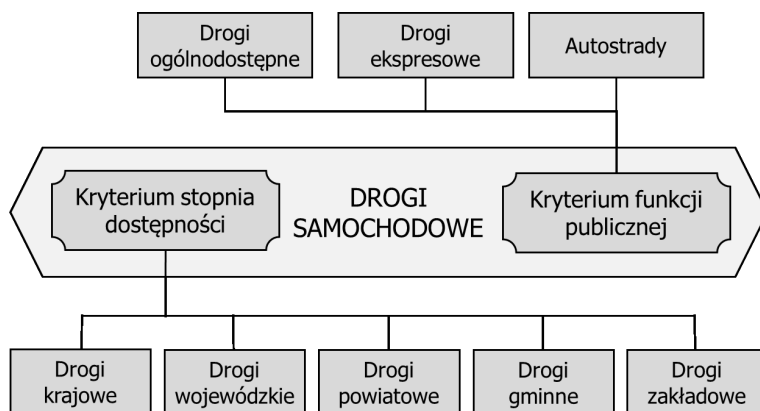 Drogi
ogólnodostępne
Drogi
ekspresowe
Autostrady
Kryterium stopnia
dostępności
DROGI
SAMOCHODOWE
Kryterium funkcji
publicznej
Drogi
krajowe
Drogi
wojewódzkie
Drogi
powiatowe
Drogi
gminne
Drogi
zakładowe